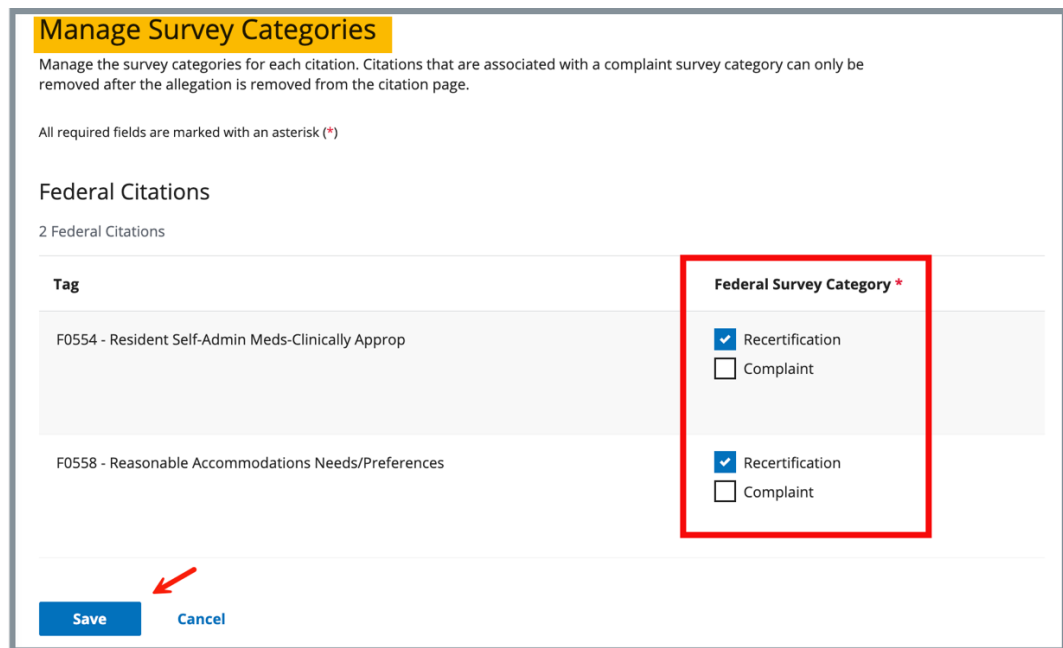 Manage Survey Categories
Manage the survey categories for each citation. Citations that are associated with a complaint survey category can only be
removed after the allegation is removed from the citation page.
All required fields are marked with an asterisk (*)
Federal Citations
2 Federal Citations
Tag
Federal Survey Category *
F0554 - Resident Self-Admin Meds-Clinically Approp
Recertification
Complaint
F0558 - Reasonable Accommodations Needs/Preferences
Recertification
Complaint
Save
Cancel